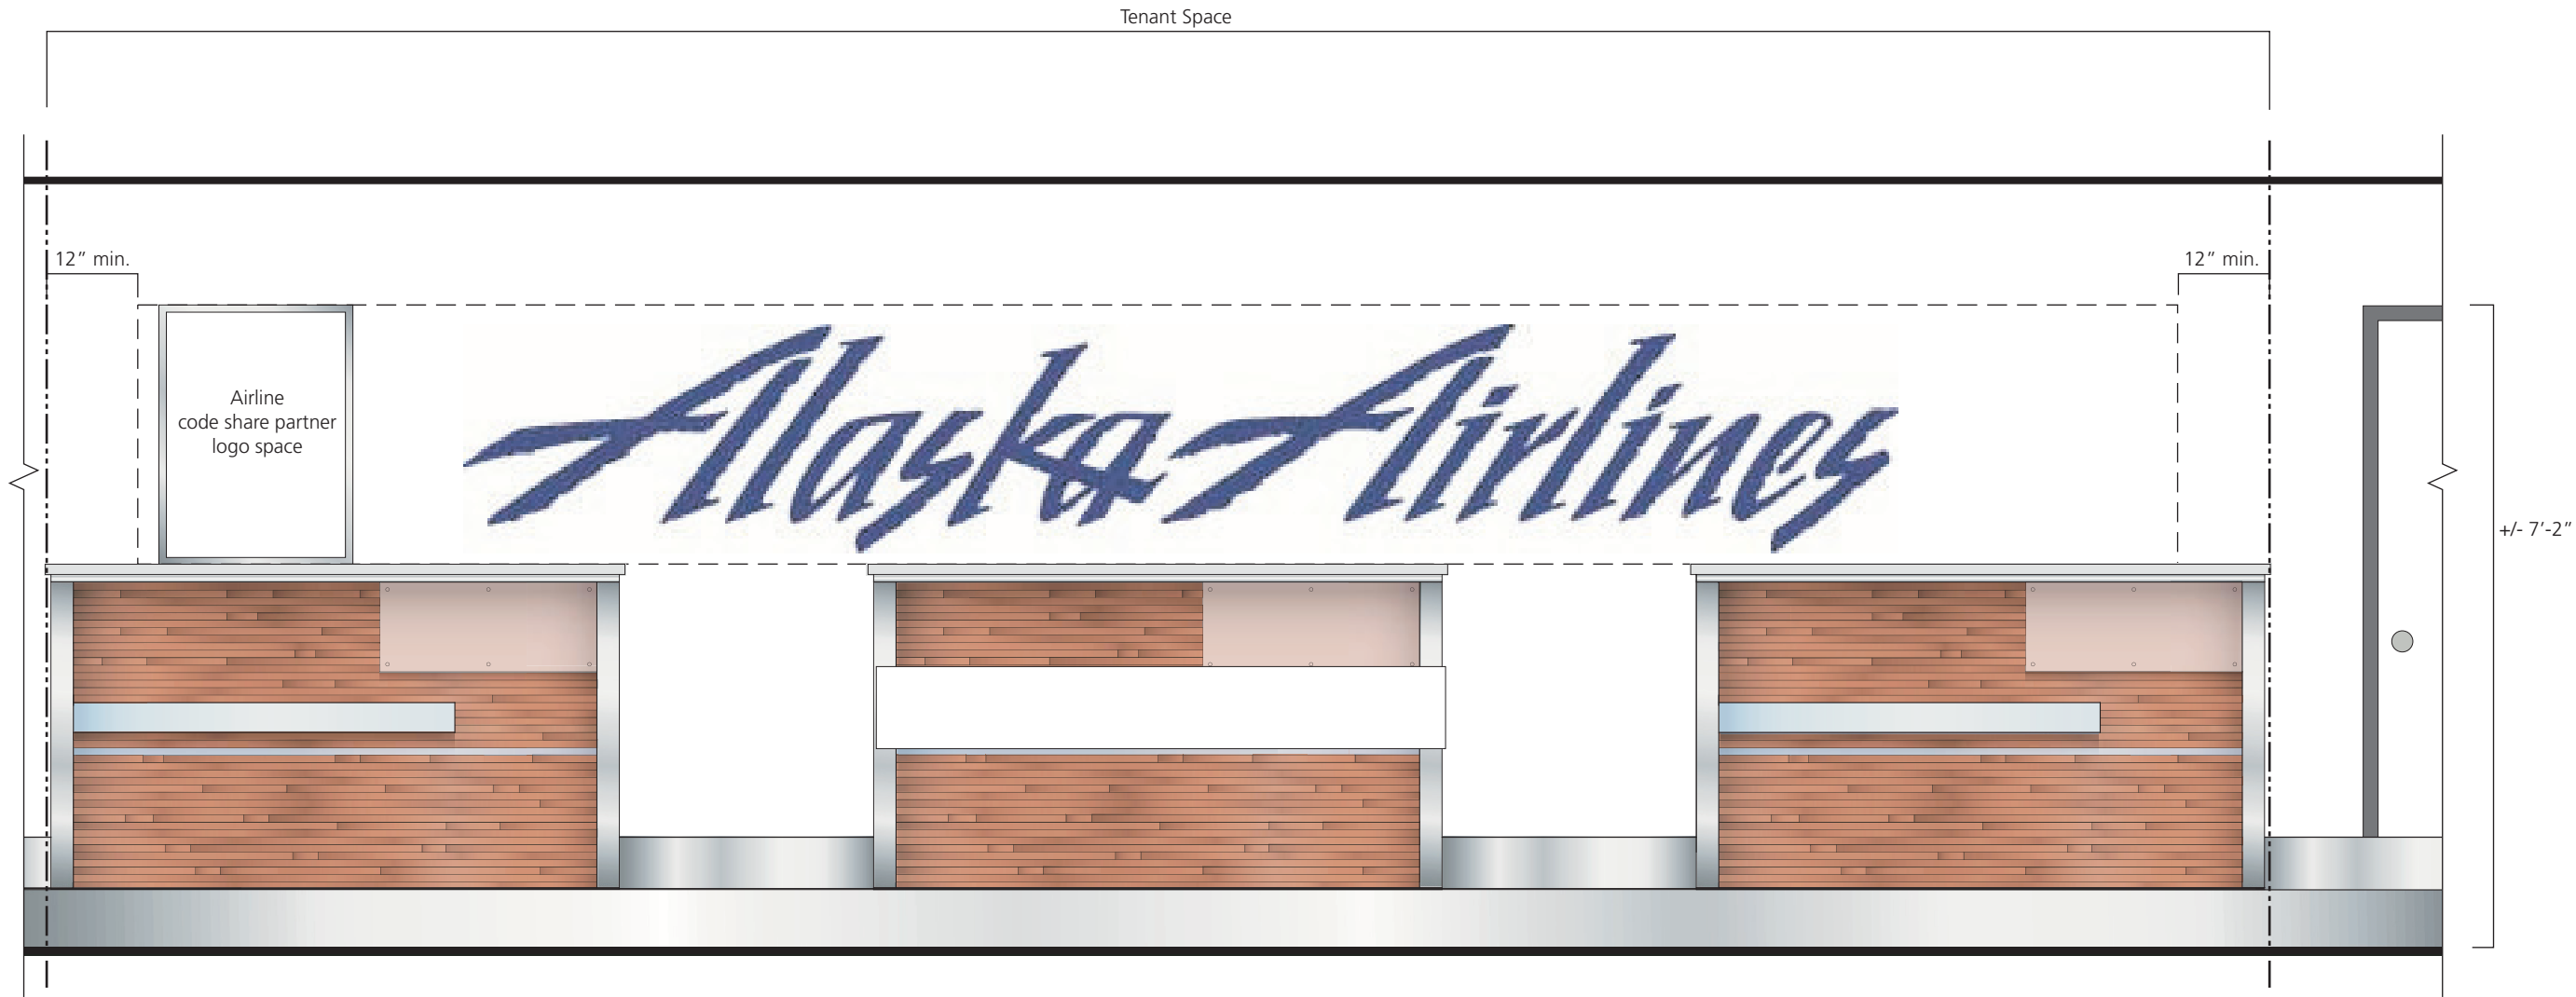 Tenant Space
12” min.
12” min.
Airline
code share partner
logo space
Alaska Airlines
+/- 7’-2”